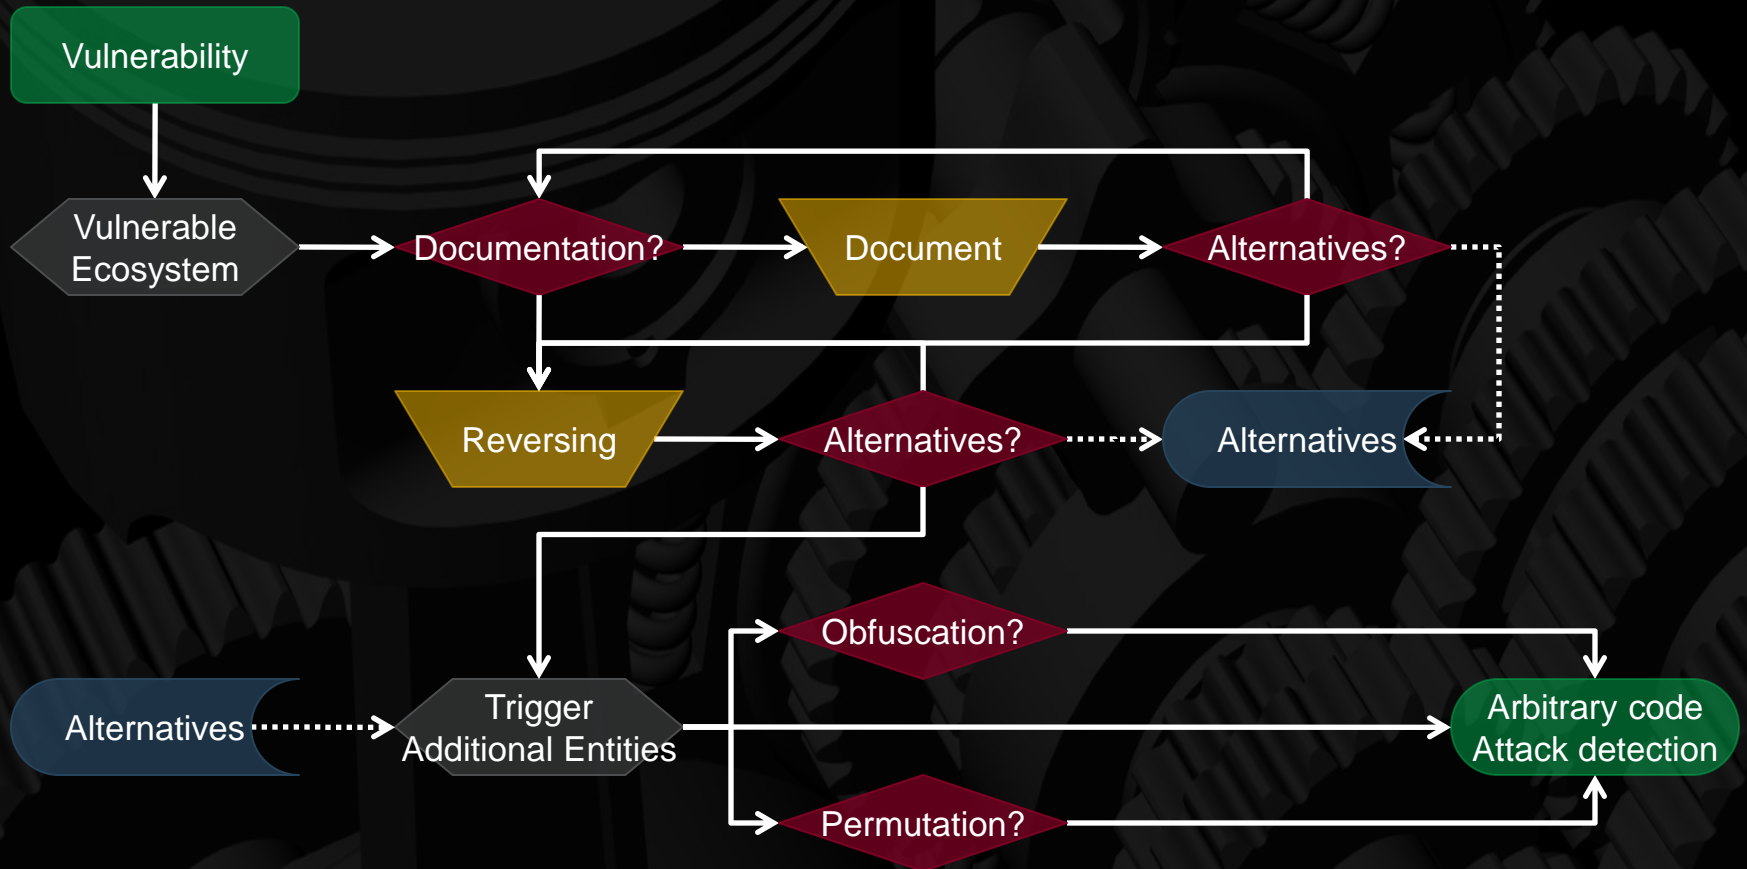 Vulnerability
Vulnerable
Ecosystem
Documentation?
Document
Alternatives?
Reversing
Alternatives?
Alternatives
Obfuscation?
Alternatives
Trigger
Additional Entities
Arbitrary code
Attack detection
Permutation?